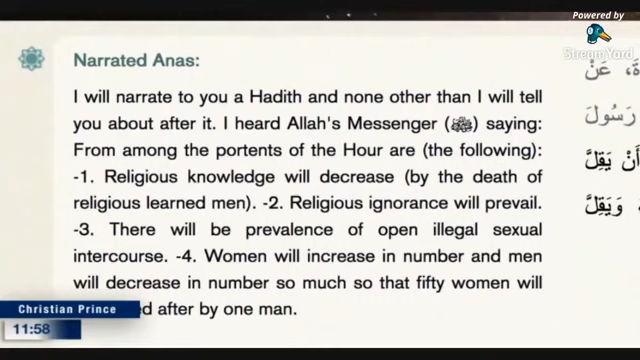 Powered by
StreamYard
Narrated Anas:
I will narrate to you a Hadith and none other than I will tell
you about after it. I heard Allah's Messenger (ﷺ) saying:
From among the portents of the Hour are (the following):
-1. Religious knowledge will decrease (by the death of
religious learned men). -2. Religious ignorance will prevail.
-3. There will be prevalence of open illegal sexual
intercourse. -4. Women will increase in number and men
will decrease in number so much so that fifty women will
ed after by one man.
ةَ، عَنْ
رَسُولَ
أَنْ يَقِلَّ
وَيَقِلَّ
Christian Prince
11:58